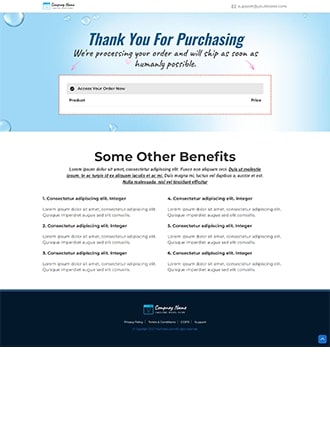 Company Name
support@yourdomain.com
Thank You For Purchasing
We're processing your order and will ship as soon as
humanly possible.
Access Your Order Now
Product Price
Some Other Benefits
Lorem ipsum dolor sit amet, consectetur adipiscing elit. Fusce non eleifend orci. Duis ut molestie
ipsum. In ac turpis id ex aliquam iaculis at ac mi. Duis magna mi, luctus vel dapibus a, auctor et est.
Nulla malesuada, nisl vel tincidunt efficitur
1. Consectetur adipiscing elit. Integer
Lorem ipsum dolor sit amet, consectetur adipiscing elit.
Quisque imperdiet augue sed elit convallis.
2. Consectetur adipiscing elit. Integer
Lorem ipsum dolor sit amet, consectetur adipiscing elit.
Quisque imperdiet augue sed elit convallis.
3. Consectetur adipiscing elit. Integer
Lorem ipsum dolor sit amet, consectetur adipiscing elit.
Quisque imperdiet augue sed elit convallis.
4. Consectetur adipiscing elit. Integer
Lorem ipsum dolor sit amet, consectetur adipiscing elit.
Quisque imperdiet augue sed elit convallis.
5. Consectetur adipiscing elit. Integer
Lorem ipsum dolor sit amet, consectetur adipiscing elit.
Quisque imperdiet augue sed elit convallis.
6. Consectetur adipiscing elit. Integer
Lorem ipsum dolor sit amet, consectetur adipiscing elit.
Quisque imperdiet augue sed elit convallis.
Company Name
Privacy Policy | Terms & Conditions | GDPR | Support